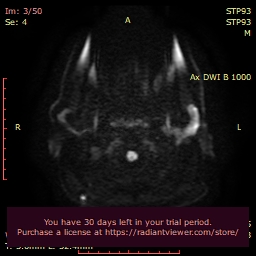 Im: 3/50
Se: 4
STP93
STP93
M
A
Ax DWI B 1000
R
L
You have 30 days left in your trial period.
Purchase a license at https://radiantviewer.com/store/